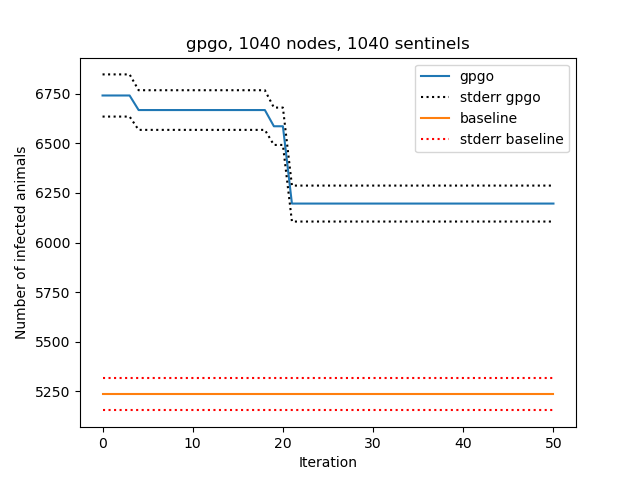 gpgo, 1040 nodes, 1040 sentinels
gpgo
stderr gpgo
baseline
stderr baseline
Number of infected animals
6750
6500
6250
6000
5750
5500
5250
0 10 20 30 40 50
Iteration